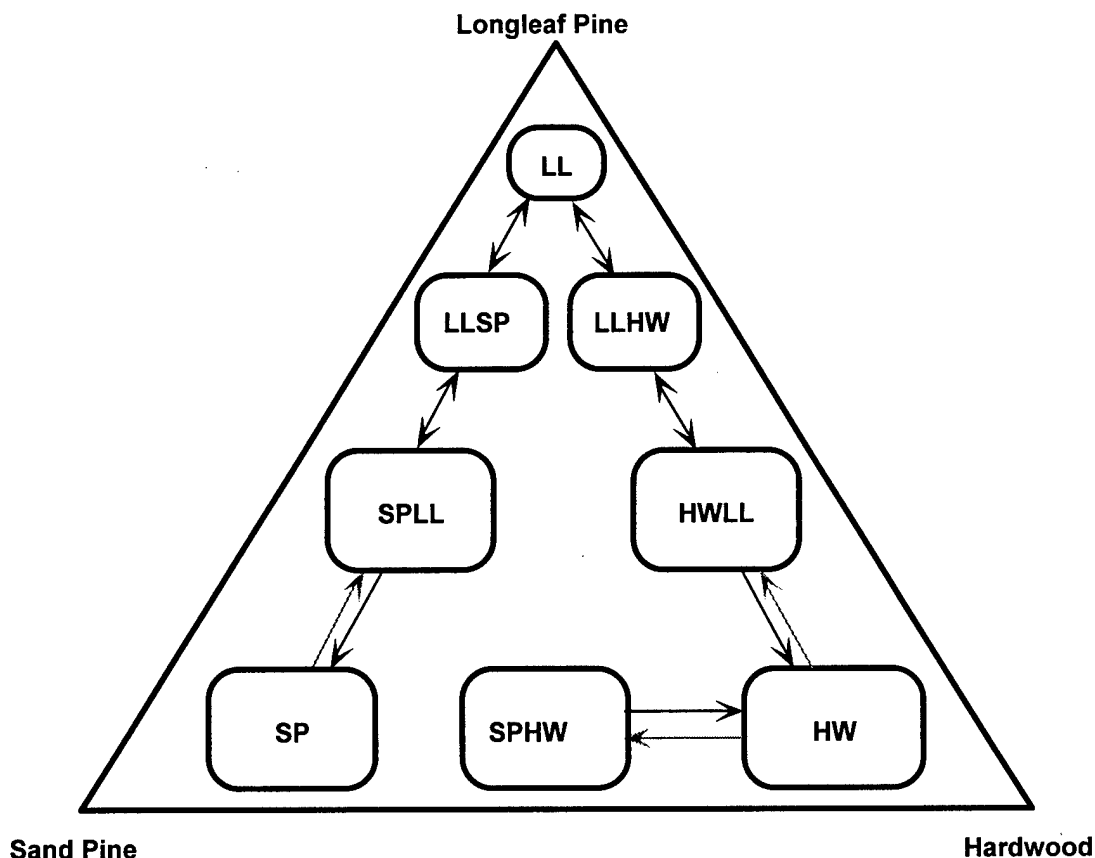 Longleaf Pine
LL
LLSP LLHW
SPLL HWLL
SP SPHW HW
Sand Pine Hardwood